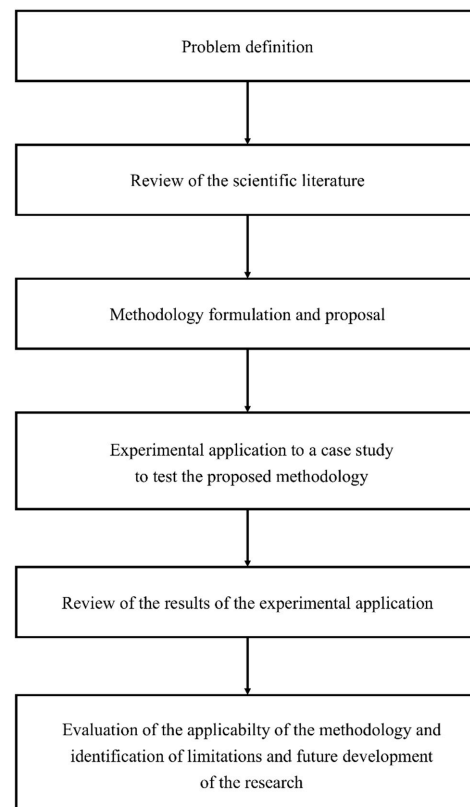 Problem definition
Review of the scientific literature
Methodology formulation and proposal
Experimental application to a case study
to test the proposed methodology
Review of the results of the experimental application
Evaluation of the applicabilty of the methodology and
identification of limitations and future development
of the research